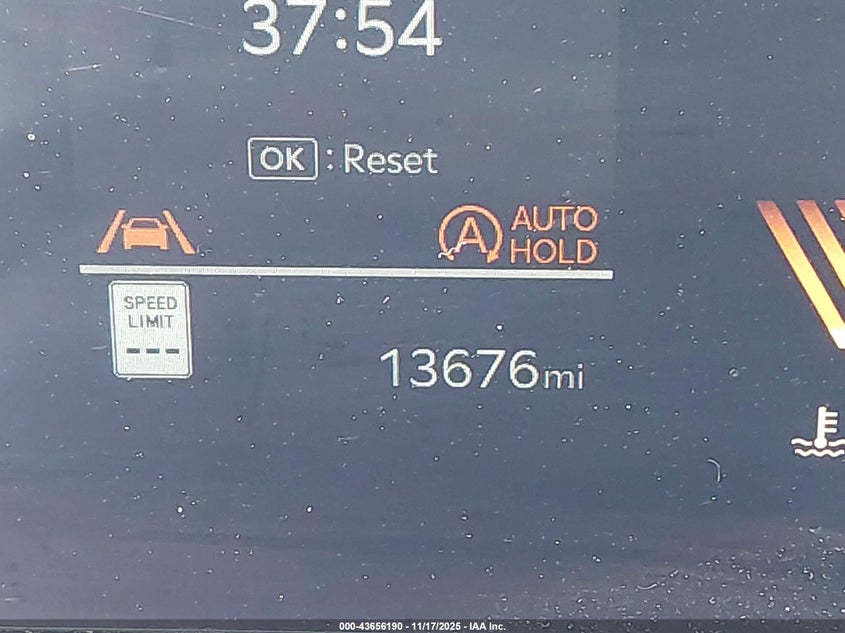 37:54
OK : Reset
A AUTO
HOLD
SPEED
LIMIT
---
13676mi
000-43656190 - 11/17/2025 - IAA Inc.